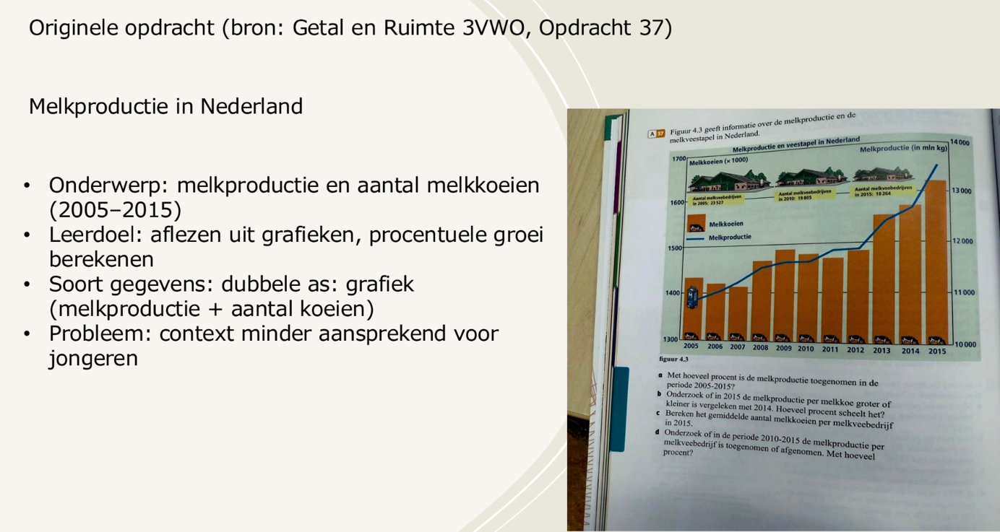 Originele opdracht (bron: Getal en Ruimte 3VWO, Opdracht 37)
Melkproductie in Nederland
• Onderwerp: melkproductie en aantal melkkoeien
(2005–2015)
• Leerdoel: aflezen uit grafieken, procentuele groei
berekenen
• Soort gegevens: dubbele as: grafiek
(melkproductie + aantal koeien)
• Probleem: context minder aansprekend voor
jongeren
A 37 Figuur 4.3 geeft informatie over de melkproductie en de
melkveestapel in Nederland.
Melkproductie en veestapel in Nederland
Melkkoeien (x 1000)
Melkproductie (in mln kg)
1700
1600
1500
1400
1300
14 000
13 000
12 000
11 000
10 000
Aantal melkveebedrijven
in 2005: 23 527
Aantal melkveebedrijven
in 2010: 19 805
Aantal melkveebedrijven
in 2015: 18 264
Melkkoeien
Melkproductie
2005 2006 2007 2008 2009 2010 2011 2012 2013 2014 2015
figuur 4.3
a Met hoeveel procent is de melkproductie toegenomen in de
periode 2005-2015?
b Onderzoek of in 2015 de melkproductie per melkkoe groter of
kleiner is vergeleken met 2014. Hoeveel procent scheelt het?
c Bereken het gemiddelde aantal melkkoeien per melkveebedrijf
in 2015.
d Onderzoek of in de periode 2010-2015 de melkproductie per
melkveebedrijf is toegenomen of afgenomen. Met hoeveel
procent?